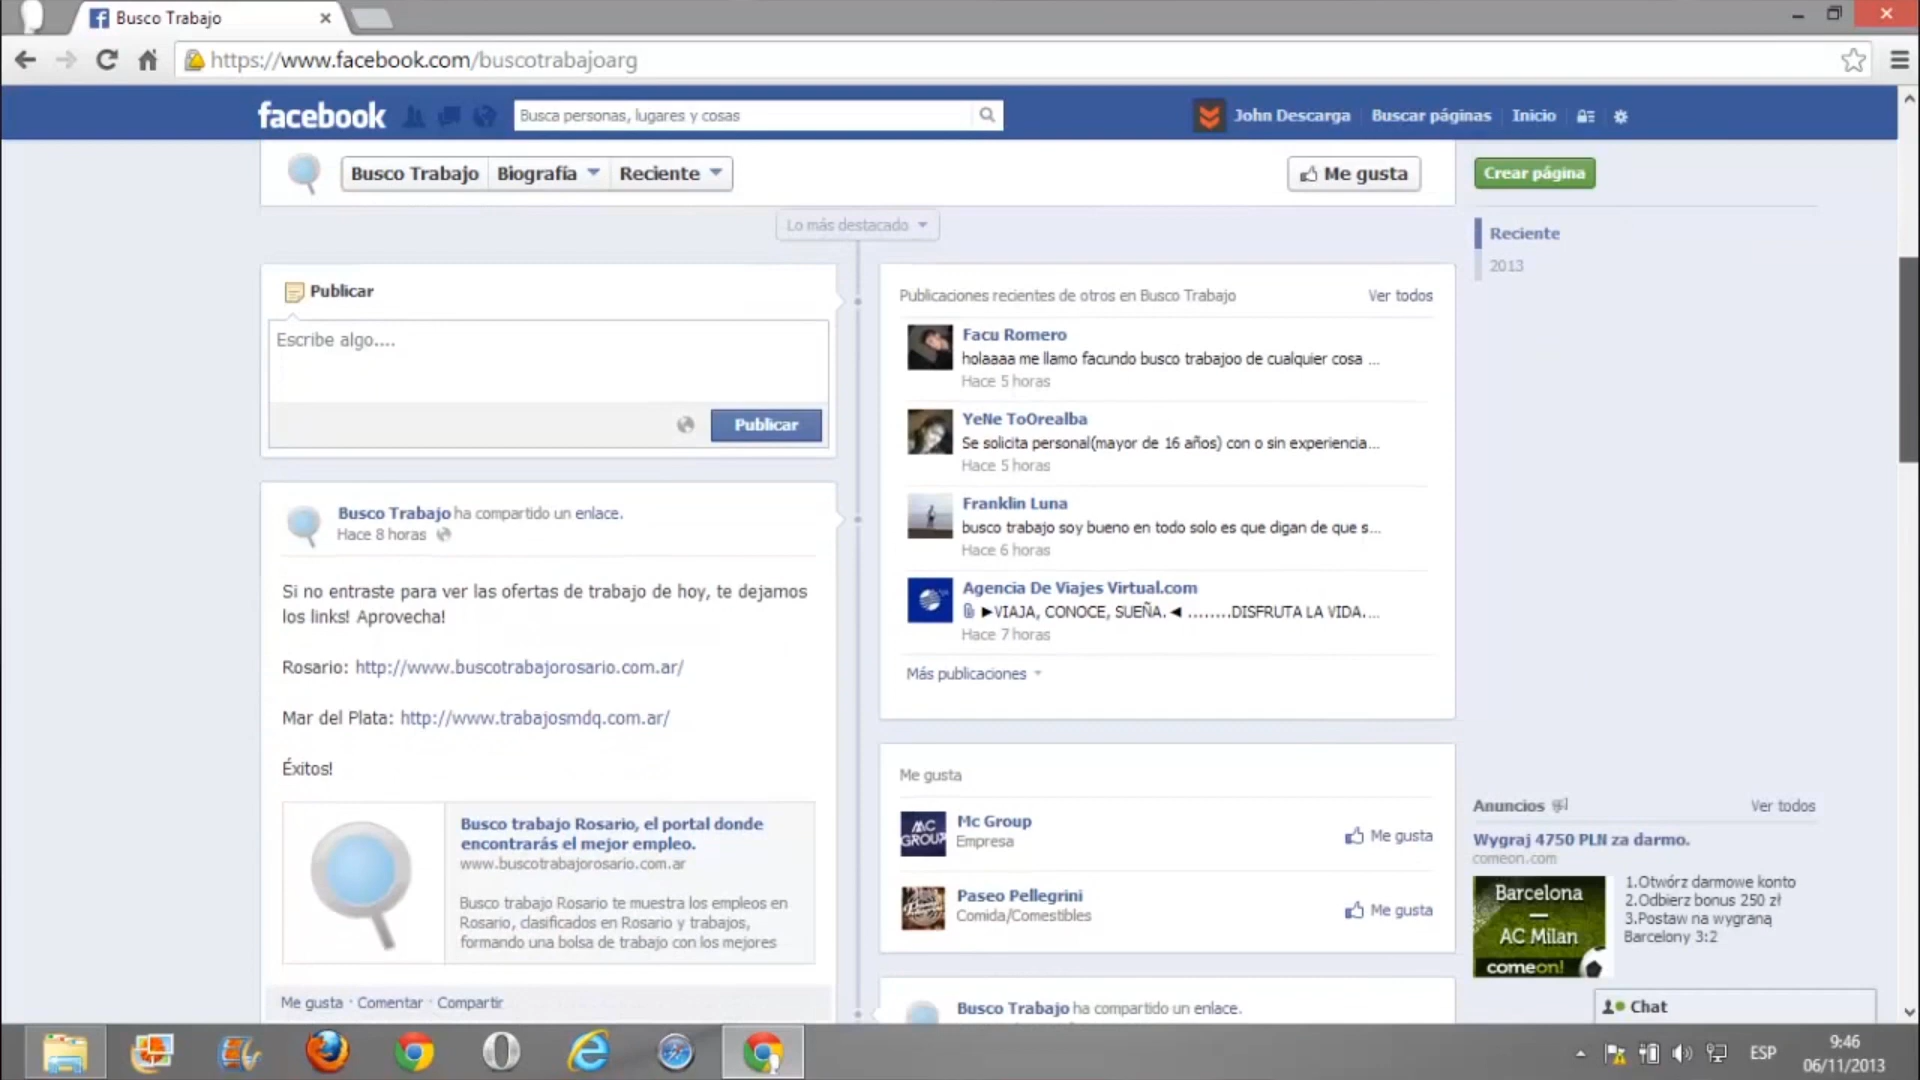 Busco Trabajo
https://www.facebook.com/buscotrabajoarg
facebook
Busca personas, lugares y cosas
John Descarga
Buscar páginas
Inicio
Busco Trabajo
Biografía
Reciente
Me gusta
Crear página
Lo más destacado
Reciente
2013
Publicar
Escribe algo....
Publicar
Busco Trabajo ha compartido un enlace.
Hace 8 horas
Si no entraste para ver las ofertas de trabajo de hoy, te dejamos
los links! Aprovecha!
Rosario: http://www.buscotrabajorosario.com.ar/
Mar del Plata: http://www.trabajosmdq.com.ar/
Éxitos!
Busco trabajo Rosario, el portal donde
encontrarás el mejor empleo.
www.buscotrabajorosario.com.ar
Busco trabajo Rosario te muestra los empleos en
Rosario, clasificados en Rosario y trabajos,
formando una bolsa de trabajo con los mejores
Me gusta · Comentar · Compartir
Publicaciones recientes de otros en Busco Trabajo
Ver todos
Facu Romero
holaaaa me llamo facundo busco trabajoo de cualquier cosa ...
Hace 5 horas
YeNe ToOrealba
Se solicita personal(mayor de 16 años) con o sin experiencia...
Hace 5 horas
Franklin Luna
busco trabajo soy bueno en todo solo es que digan de que s...
Hace 6 horas
Agencia De Viajes Virtual.com
►VIAJA, CONOCE, SUEÑA.◄ ........DISFRUTA LA VIDA....
Hace 7 horas
Más publicaciones
Me gusta
MC
GROUP
Mc Group
Empresa
Me gusta
Paseo Pellegrini
Comida/Comestibles
Me gusta
Busco Trabajo ha compartido un enlace.
Anuncios
Ver todos
Wygraj 4750 PLN za darmo.
comeon.com
Barcelona
—
AC Milan
comeon!
1.Otwórz darmowe konto
2.Odbierz bonus 250 zł
3.Postaw na wygraną
Barcelony 3:2
Chat
ESP
9:46
06/11/2013